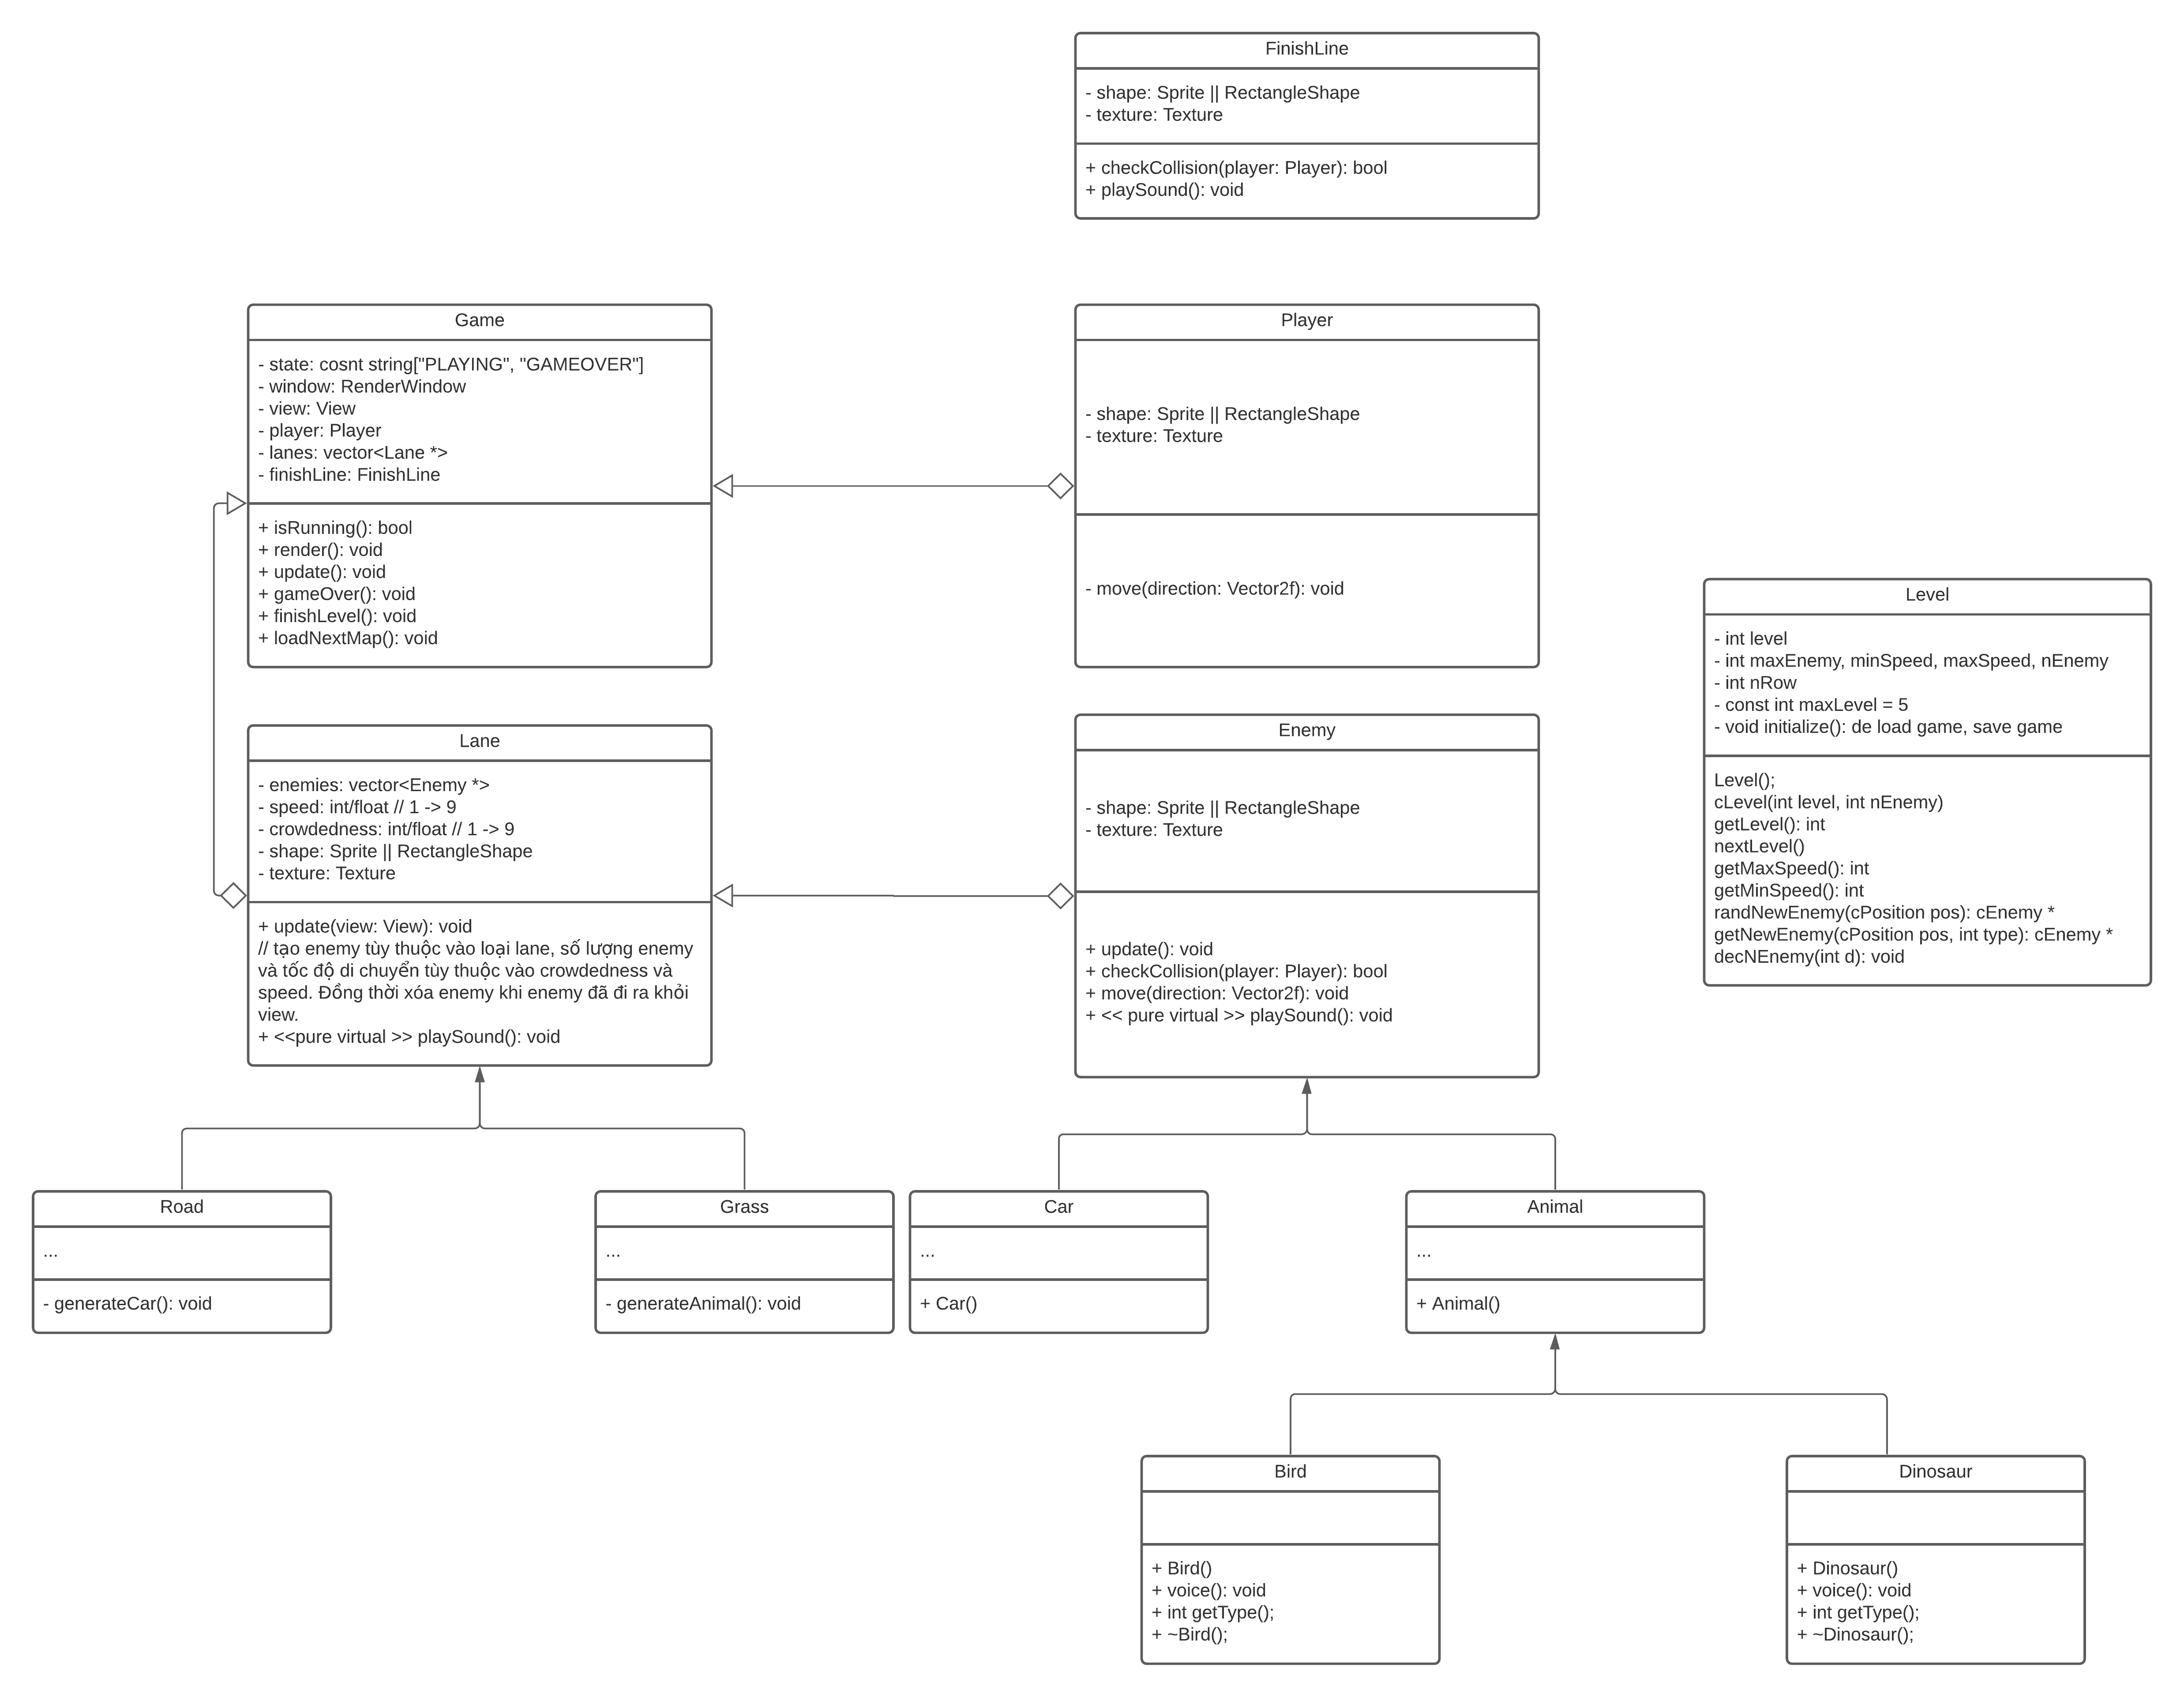 FinishLine
- shape: Sprite || RectangleShape
- texture: Texture
+ checkCollision(player: Player): bool
+ playSound(): void
Game
- state: cosnt string["PLAYING", "GAMEOVER"]
- window: RenderWindow
- view: View
- player: Player
- lanes: vector<Lane *>
- finishLine: FinishLine
+ isRunning(): bool
+ render(): void
+ update(): void
+ gameOver(): void
+ finishLevel(): void
+ loadNextMap(): void
Player
- shape: Sprite || RectangleShape
- texture: Texture
- move(direction: Vector2f): void
Level
- int level
- int maxEnemy, minSpeed, maxSpeed, nEnemy
- int nRow
- const int maxLevel = 5
- void initialize(): de load game, save game
Level();
cLevel(int level, int nEnemy)
getLevel(): int
nextLevel()
getMaxSpeed(): int
getMinSpeed(): int
randNewEnemy(cPosition pos): cEnemy *
getNewEnemy(cPosition pos, int type): cEnemy *
decNEnemy(int d): void
Lane
- enemies: vector<Enemy *>
- speed: int/float // 1 -> 9
- crowdedness: int/float // 1 -> 9
- shape: Sprite || RectangleShape
- texture: Texture
+ update(view: View): void
// tạo enemy tùy thuộc vào loại lane, số lượng enemy
và tốc độ di chuyển tùy thuộc vào crowdedness và
speed. Đồng thời xóa enemy khi enemy đã đi ra khỏi
view.
+ <<pure virtual >> playSound(): void
Enemy
- shape: Sprite || RectangleShape
- texture: Texture
+ update(): void
+ checkCollision(player: Player): bool
+ move(direction: Vector2f): void
+ << pure virtual >> playSound(): void
Road
...
- generateCar(): void
Grass
...
- generateAnimal(): void
Car
...
+ Car()
Animal
...
+ Animal()
Bird
+ Bird()
+ voice(): void
+ int getType();
+ ~Bird();
Dinosaur
+ Dinosaur()
+ voice(): void
+ int getType();
+ ~Dinosaur();